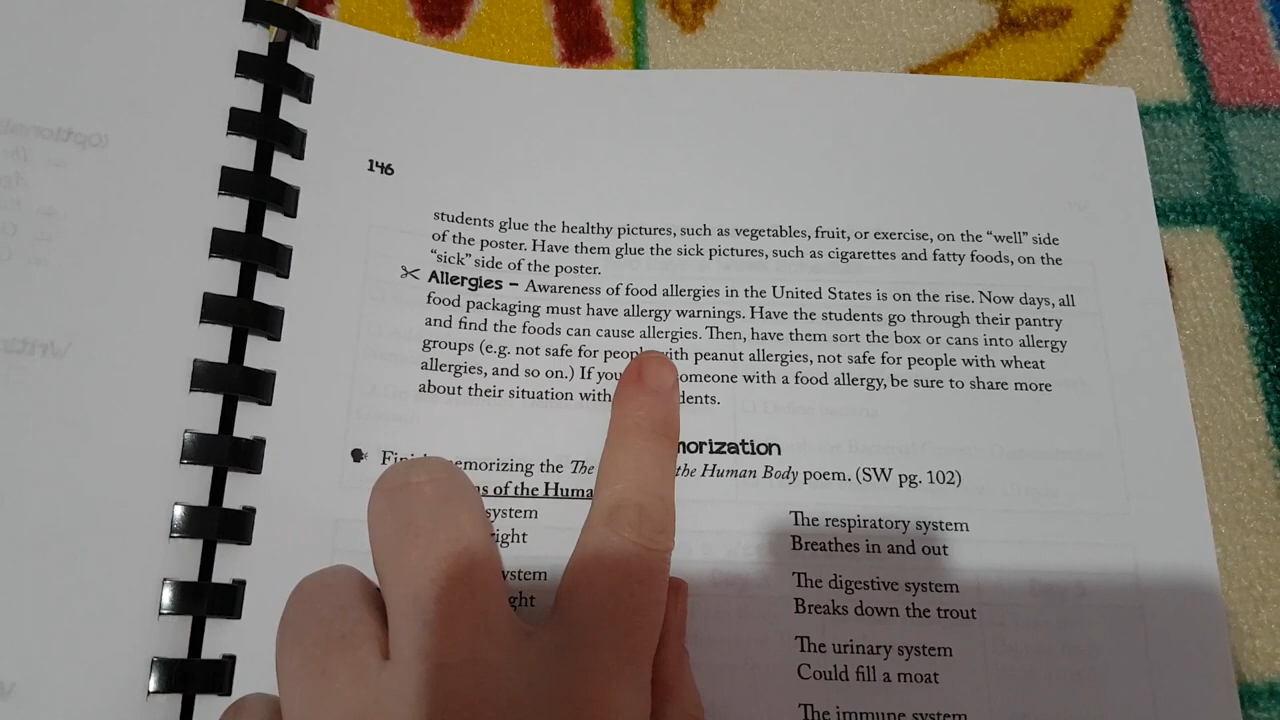 146
students glue the healthy pictures, such as vegetables, fruit, or exercise, on the “well” side
of the poster. Have them glue the sick pictures, such as cigarettes and fatty foods, on the
“sick” side of the poster.
Allergies – Awareness of food allergies in the United States is on the rise. Now days, all
food packaging must have allergy warnings. Have the students go through their pantry
and find the foods can cause allergies. Then, have them sort the box or cans into allergy
groups (e.g. not safe for people with peanut allergies, not safe for people with wheat
allergies, and so on.) If you someone with a food allergy, be sure to share more
about their situation with
the Human Body poem. (SW pg. 102)
memorizing the The
of the
system
The respiratory system
Breathes in and out
The digestive system
Breaks down the trout
The urinary system
Could fill a moat
The immune system